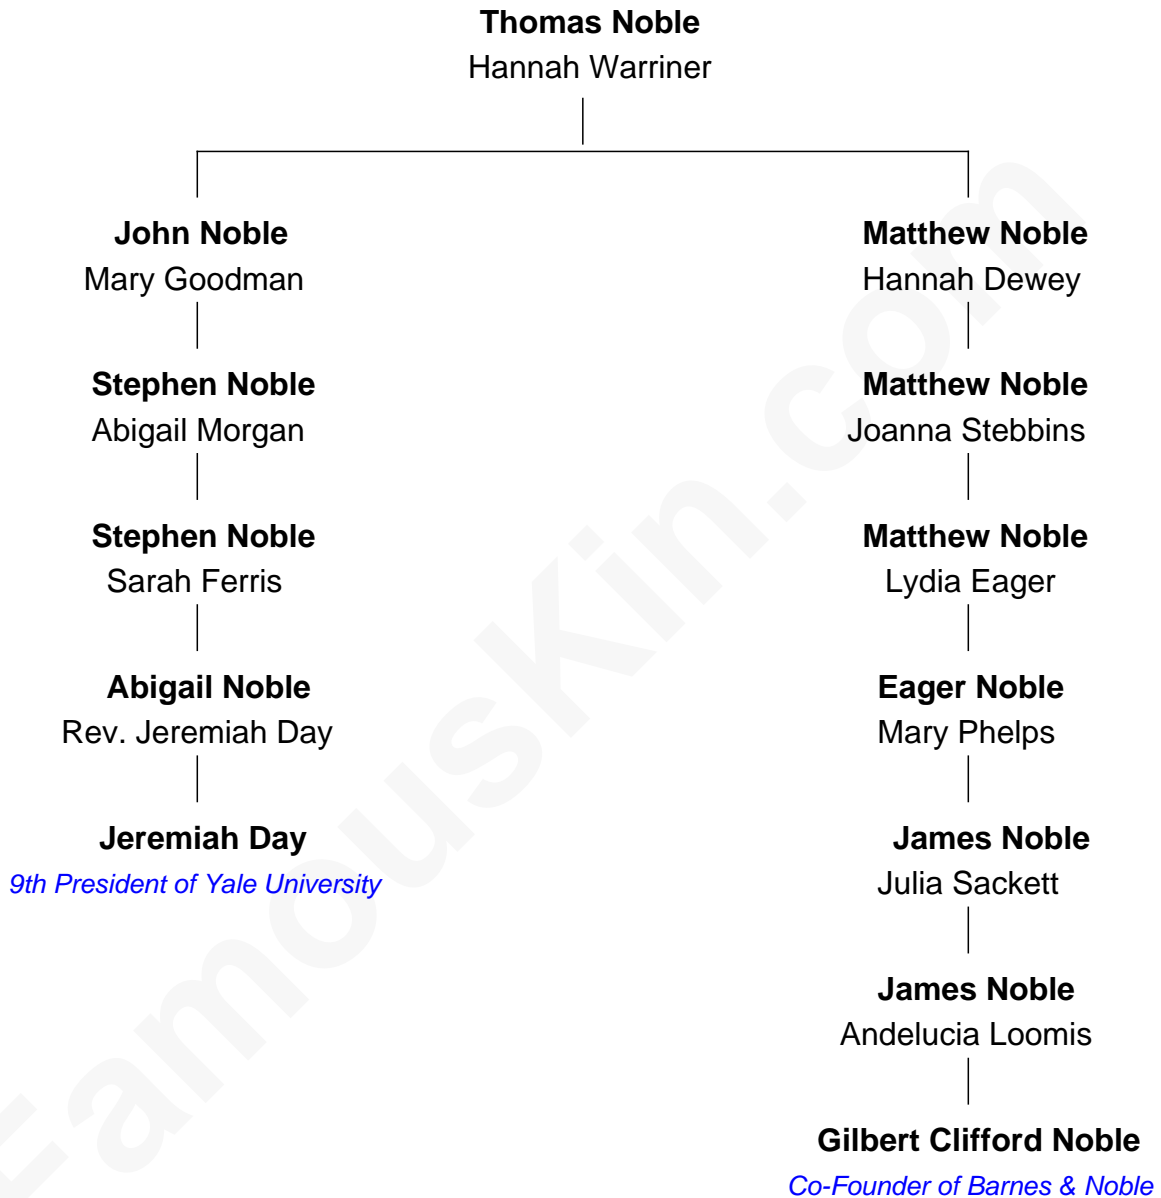 Thomas Noble
Hannah Warriner
John Noble
Mary Goodman
Stephen Noble
Abigail Morgan
Stephen Noble
Sarah Ferris
Abigail Noble
Rev. Jeremiah Day
Jeremiah Day
9th President of Yale University
Matthew Noble
Hannah Dewey
Matthew Noble
Joanna Stebbins
Matthew Noble
Lydia Eager
Eager Noble
Mary Phelps
James Noble
Julia Sackett
James Noble
Andelucia Loomis
Gilbert Clifford Noble
Co-Founder of Barnes & Noble
FamousKin.com